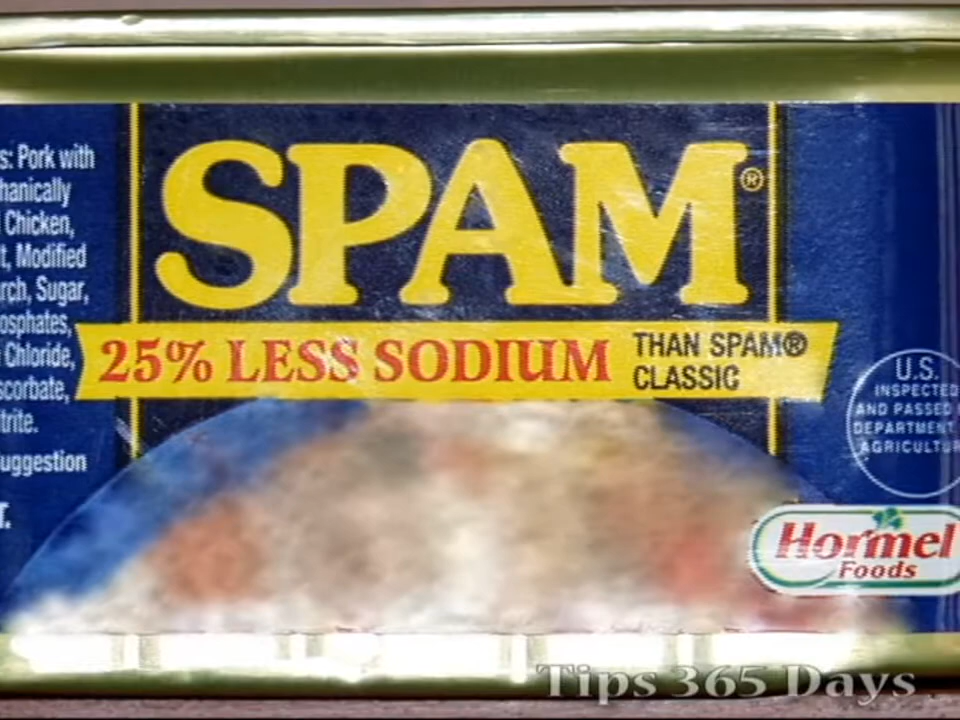 s: Pork with
hanically
Chicken,
t, Modified
rch, Sugar,
osphates,
Chloride,
scorbate,
trite.
uggestion
r.
SPAM®
25% LESS SODIUM THAN SPAM®
CLASSIC
U.S.
INSPECTED
AND PASSED
DEPARTMENT
AGRICULTUR
Hormel
Foods
Tips 365 Days